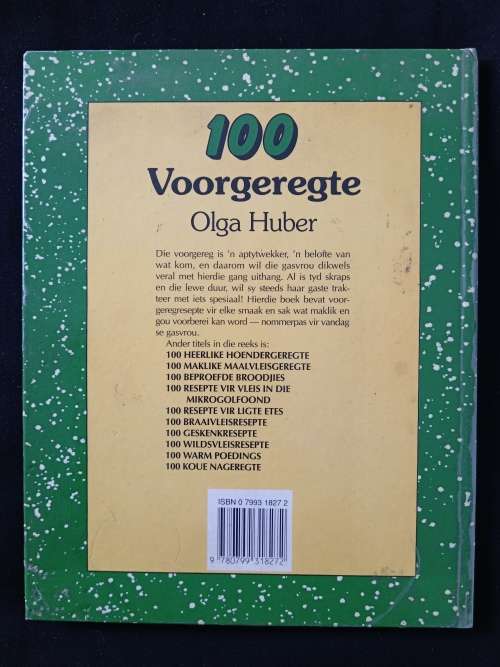 100
Voorgeregte
Olga Huber
Die voorgereg is 'n aptytwekker, 'n belofte van
wat kom, en daarom wil die gasvrou dikwels
veral met hierdie gang uithang. Al is tyd skraps
en die lewe duur, wil sy steeds haar gaste trak-
teer met iets spesiaal! Hierdie boek bevat voor-
geregresepte vir elke smaak en sak wat maklik en
gou voorberei kan word — nommerpas vir vandag
se gasvrou.
Ander titels in die reeks is:
100 HEERLIKE HOENDERGEREGTE
100 MAKLIKE MAALVLEISGEREGTE
100 BEPROEFDE BROODJIES
100 RESEPTE VIR VLEIS IN DIE
MIKROGOLFOOND
100 RESEPTE VIR LIGTE ETES
100 BRAAIVLEISRESEPTE
100 GESKENKRESEPTE
100 WILDSVLEISRESEPTE
100 WARM POEDINGS
100 KOUE NAGEREGTE
ISBN 0 7993 1827 2
9 780799 318272